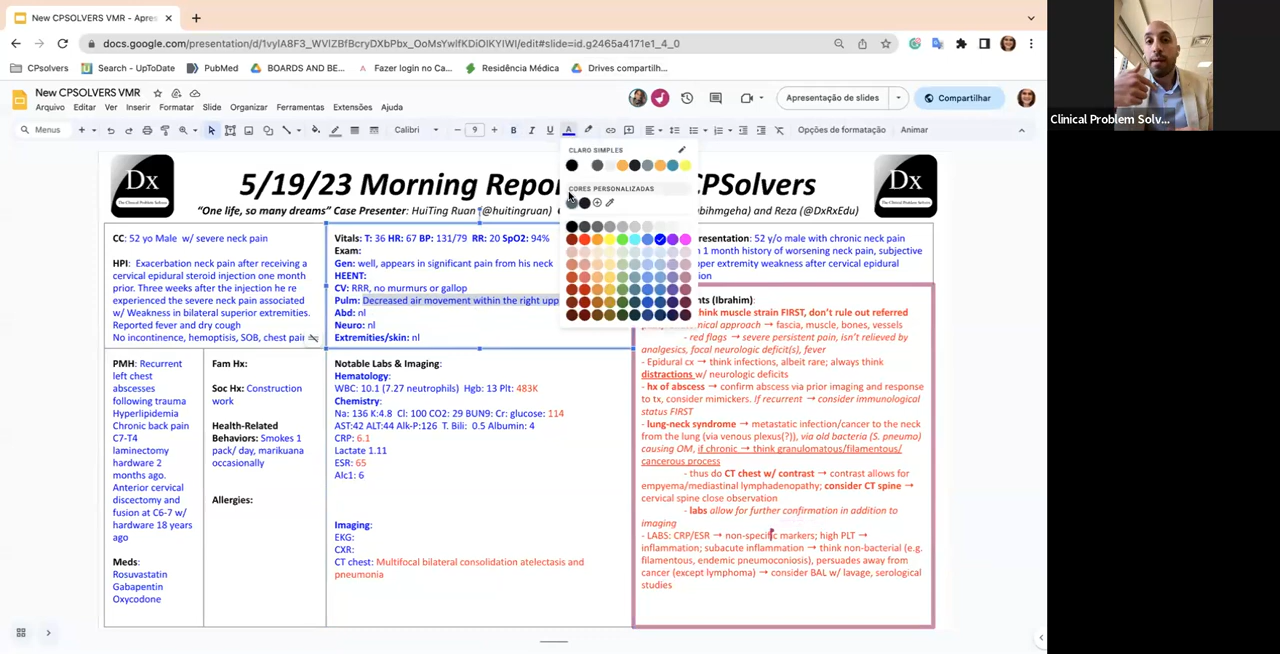 New CPSOLVERS VMR - Apres
docs.google.com/presentation/d/1vylA8F3_WVlZBfBcryDXbPbx_OoMsYwlfKDiOlKYIWI/edit#slide=id.g2465a4171e1_4_0
CPsolvers
Search - UpToDate
PubMed
BOARDS AND BE...
Fazer login no Ca...
Residência Médica
Drives compartilh...
New CPSOLVERS VMR
Arquivo Editar Ver Inserir Formatar Slide Organizar Ferramentas Extensões Ajuda
Apresentação de slides
Compartilhar
Menus
Calibri
9
Opções de formatação
Animar
CLARO SIMPLES
CORES PERSONALIZADAS
Dx
The Clinical Problem Solvers
5/19/23 Morning Repor
CPSolvers
Dx
The Clinical Problem Solvers
"One life, so many dreams" Case Presenter: HuiTing Ruan (@huitingruan)
bihmgeha) and Reza (@DxRxEdu)
CC: 52 yo Male w/ severe neck pain
HPI: Exacerbation neck pain after receiving a
cervical epidural steroid injection one month
prior. Three weeks after the injection he re
experienced the severe neck pain associated
w/ Weakness in bilateral superior extremities.
Reported fever and dry cough
No incontinence, hemoptisis, SOB, chest pain
Vitals: T: 36 HR: 67 BP: 131/79 RR: 20 SpO2: 94%
Exam:
Gen: well, appears in significant pain from his neck
HEENT:
CV: RRR, no murmurs or gallop
Pulm: Decreased air movement within the right upp
Abd: nl
Neuro: nl
Extremities/skin: nl
resentation: 52 y/o male with chronic neck pain
h 1 month history of worsening neck pain, subjective
pper extremity weakness after cervical epidural
ion
PMH: Recurrent
left chest
abscesses
following trauma
Hyperlipidemia
Chronic back pain
C7-T4
laminectomy
hardware 2
months ago.
Anterior cervical
discectomy and
fusion at C6-7 w/
hardware 18 years
ago
Meds:
Rosuvastatin
Gabapentin
Oxycodone
Fam Hx:
Soc Hx: Construction
work
Health-Related
Behaviors: Smokes 1
pack/ day, marikuana
occasionally
Allergies:
Notable Labs & Imaging:
Hematology:
WBC: 10.1 (7.27 neutrophils) Hgb: 13 Plt: 483K
Chemistry:
Na: 136 K:4.8 Cl: 100 CO2: 29 BUN9: Cr: glucose: 114
AST:42 ALT:44 Alk-P:126 T. Bili: 0.5 Albumin: 4
CRP: 6.1
Lactate 1.11
ESR: 65
AIc1: 6
Imaging:
EKG:
CXR:
CT chest: Multifocal bilateral consolidation atelectasis and
pneumonia
nts (Ibrahim):
hink muscle strain FIRST, don't rule out referred
nical approach → fascia, muscle, bones, vessels
- red flags → severe persistent pain, isn't relieved by
analgesics, focal neurologic deficit(s), fever
- Epidural cx → think infections, albeit rare; always think
distractions w/ neurologic deficits
- hx of abscess → confirm abscess via prior imaging and response
to tx, consider mimickers. If recurrent → consider immunological
status FIRST
- lung-neck syndrome → metastatic infection/cancer to the neck
from the lung (via venous plexus(?)), via old bacteria (S. pneumo)
causing OM, if chronic → think granulomatous/filamentous/
cancerous process
- thus do CT chest w/ contrast → contrast allows for
empyema/mediastinal lymphadenopathy; consider CT spine →
cervical spine close observation
- labs allow for further confirmation in addition to
imaging
- LABS: CRP/ESR → non-specific markers; high PLT →
inflammation; subacute inflammation → think non-bacterial (e.g.
filamentous, endemic pneumoconiosis), persuades away from
cancer (except lymphoma) → consider BAL w/ lavage, serological
studies
Clinical Problem Solv...